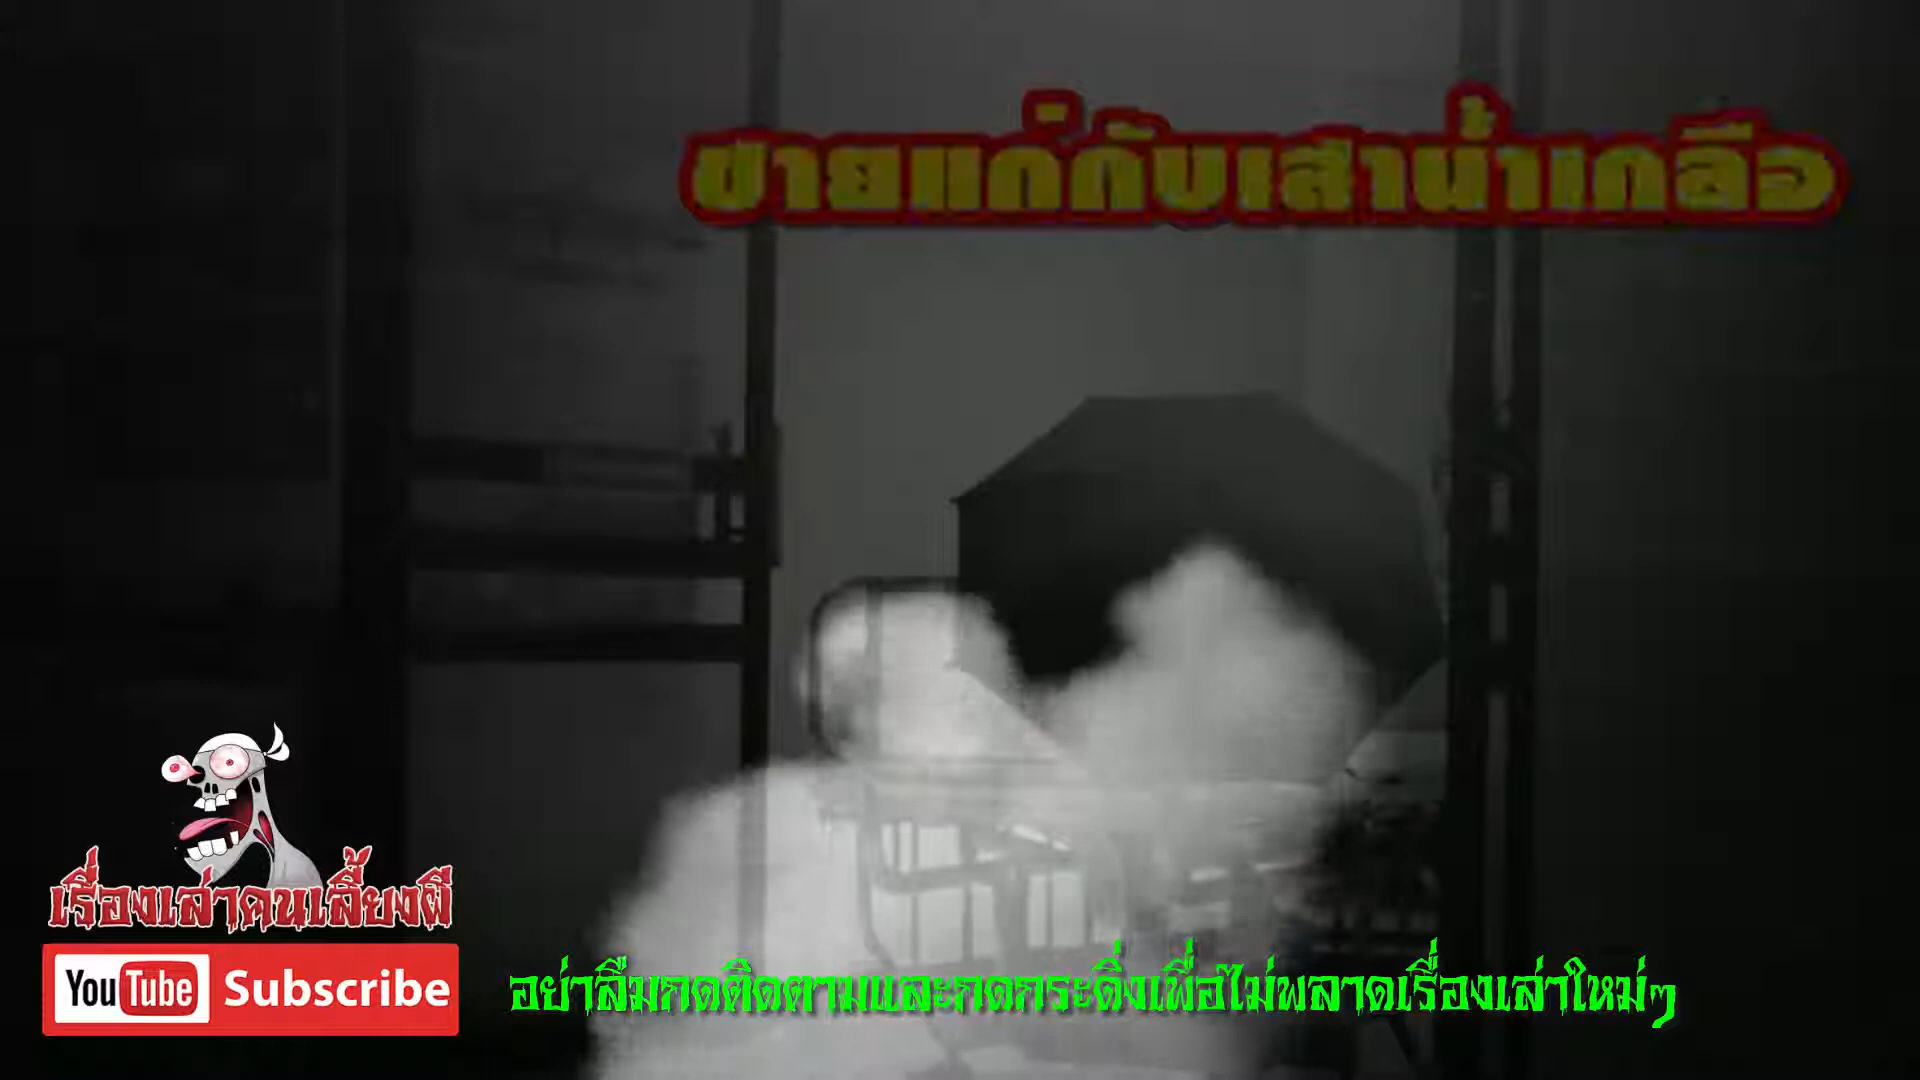 ชายแก่กับเสาน้ำเกลือ
เรื่องเล่าคนเลี้ยงผี
YouTube Subscribe
อย่าลืมกดติดตามและกดกระดิ่งเพื่อไม่พลาดเรื่องเล่าใหม่ๆ